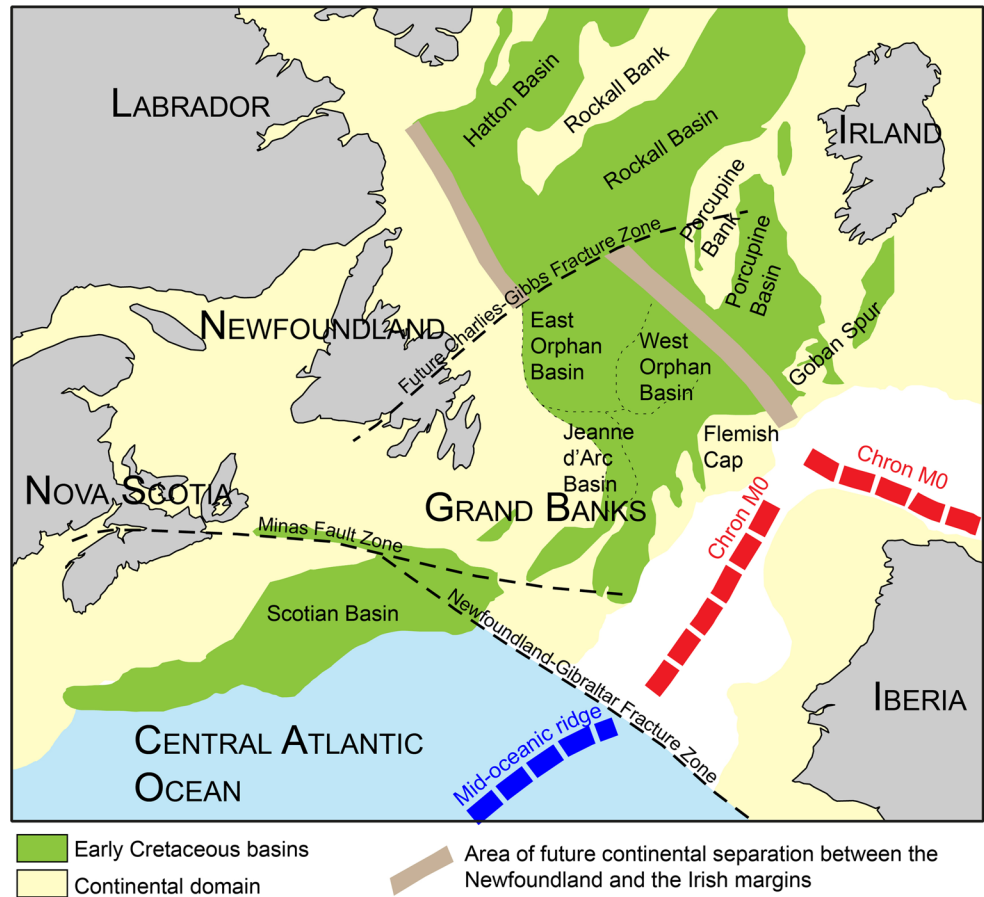 LABRADOR
Hatton Basin
Rockall Bank
Rockall Basin
IRLAND
Porcupine
Bank
Porcupine
Basin
Future Charlies-Gibbs Fracture Zone
NEWFOUNDLAND
East
Orphan
Basin
West
Orphan
Basin
Goban Spur
Jeanne
d'Arc
Basin
Flemish
Cap
Chron M0
Chron M0
NOVA SCOTIA
GRAND BANKS
Minas Fault Zone
Scotian Basin
Newfoundland-Gibraltar Fracture Zone
IBERIA
CENTRAL ATLANTIC
OCEAN
Mid-oceanic ridge
Early Cretaceous basins
Continental domain
Area of future continental separation between the
Newfoundland and the Irish margins